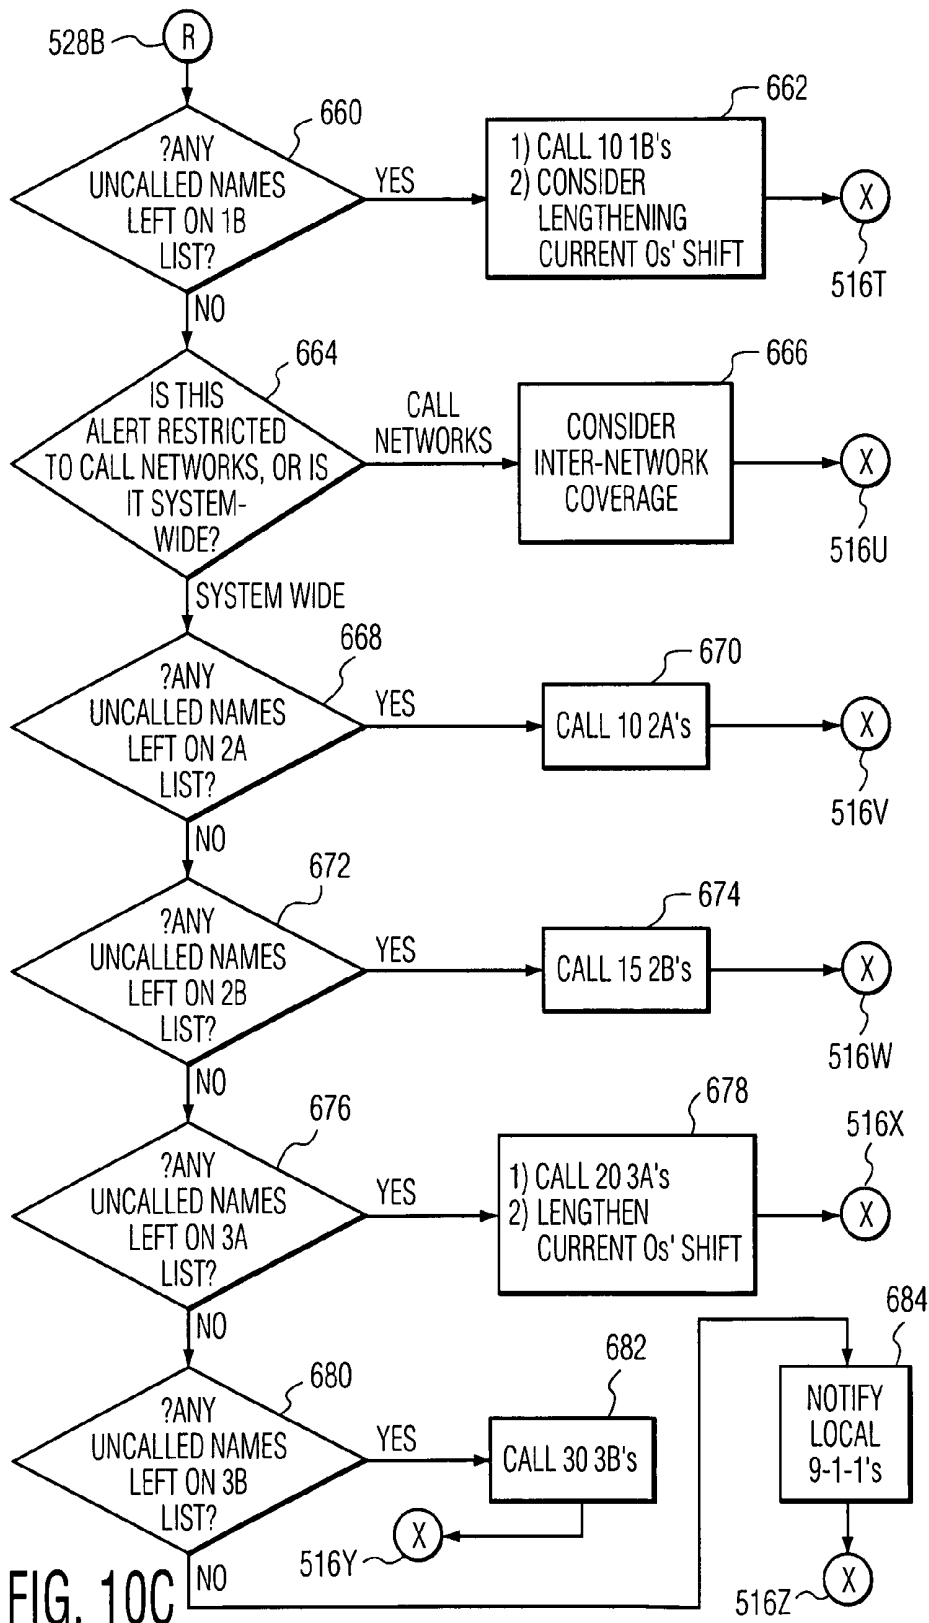 528B
R
660
?ANY
UNCALLED NAMES
LEFT ON 1B
LIST?
YES
662
1) CALL 10 1B's
2) CONSIDER
LENGTHENING
CURRENT Os' SHIFT
X
516T
NO
664
IS THIS
ALERT RESTRICTED
TO CALL NETWORKS, OR IS
IT SYSTEM-
WIDE?
CALL
NETWORKS
666
CONSIDER
INTER-NETWORK
COVERAGE
X
516U
SYSTEM WIDE
668
?ANY
UNCALLED NAMES
LEFT ON 2A
LIST?
YES
670
CALL 10 2A's
X
516V
NO
672
?ANY
UNCALLED NAMES
LEFT ON 2B
LIST?
YES
674
CALL 15 2B's
X
516W
NO
676
?ANY
UNCALLED NAMES
LEFT ON 3A
LIST?
YES
678
1) CALL 20 3A's
2) LENGTHEN
CURRENT Os' SHIFT
516X
X
NO
680
?ANY
UNCALLED NAMES
LEFT ON 3B
LIST?
YES
682
CALL 30 3B's
X
516Y
684
NOTIFY
LOCAL
9-1-1's
X
516Z
NO
FIG. 10C